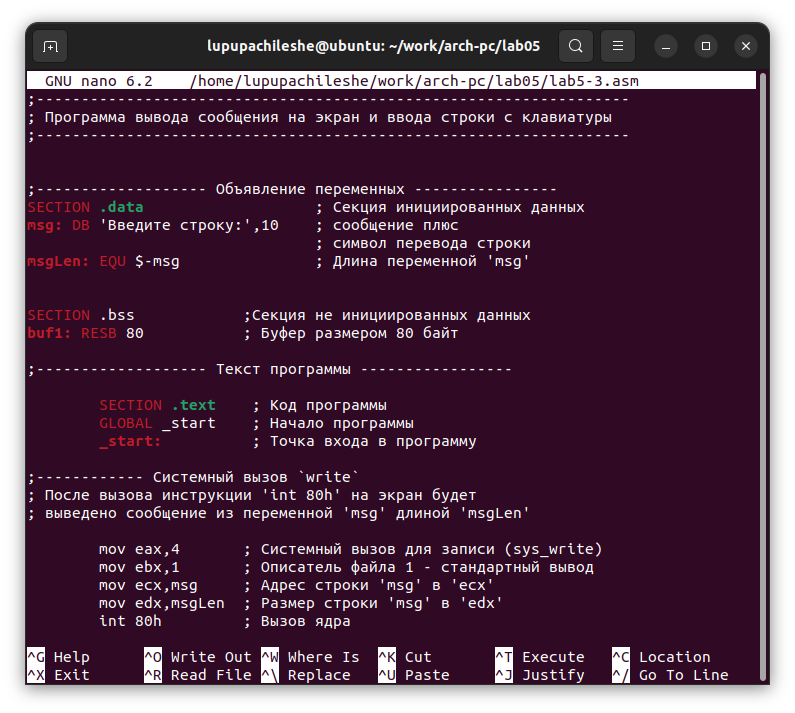 lupupachileshe@ubuntu: ~/work/arch-pc/lab05
GNU nano 6.2    /home/lupupachileshe/work/arch-pc/lab05/lab5-3.asm
;------------------------------------------------------------------
; Программа вывода сообщения на экран и ввода строки с клавиатуры
;------------------------------------------------------------------
;------------------- Объявление переменных ----------------
SECTION .data                   ; Секция инициированных данных
msg: DB 'Введите строку:',10    ; сообщение плюс
                                ; символ перевода строки
msgLen: EQU $-msg               ; Длина переменной 'msg'
SECTION .bss            ;Секция не инициированных данных
buf1: RESB 80           ; Буфер размером 80 байт
;------------------- Текст программы -----------------
        SECTION .text    ; Код программы
        GLOBAL _start    ; Начало программы
        _start:          ; Точка входа в программу
;------------ Системный вызов `write`
; После вызова инструкции 'int 80h' на экран будет
; выведено сообщение из переменной 'msg' длиной 'msgLen'
        mov eax,4       ; Системный вызов для записи (sys_write)
        mov ebx,1       ; Описатель файла 1 - стандартный вывод
        mov ecx,msg     ; Адрес строки 'msg' в 'ecx'
        mov edx,msgLen  ; Размер строки 'msg' в 'edx'
        int 80h         ; Вызов ядра
^G Help      ^O Write Out ^W Where Is  ^K Cut       ^T Execute   ^C Location
^X Exit      ^R Read File ^\ Replace   ^U Paste     ^J Justify   ^/ Go To Line